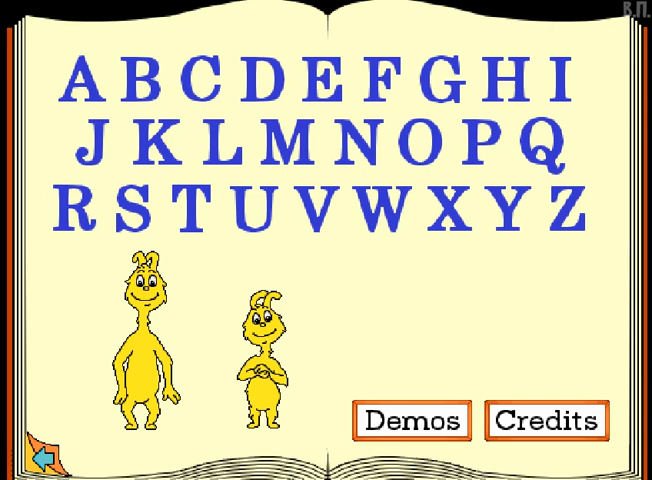 В.П.
A B C D E F G H I
J K L M N O P Q
R S T U V W X Y Z
Demos Credits